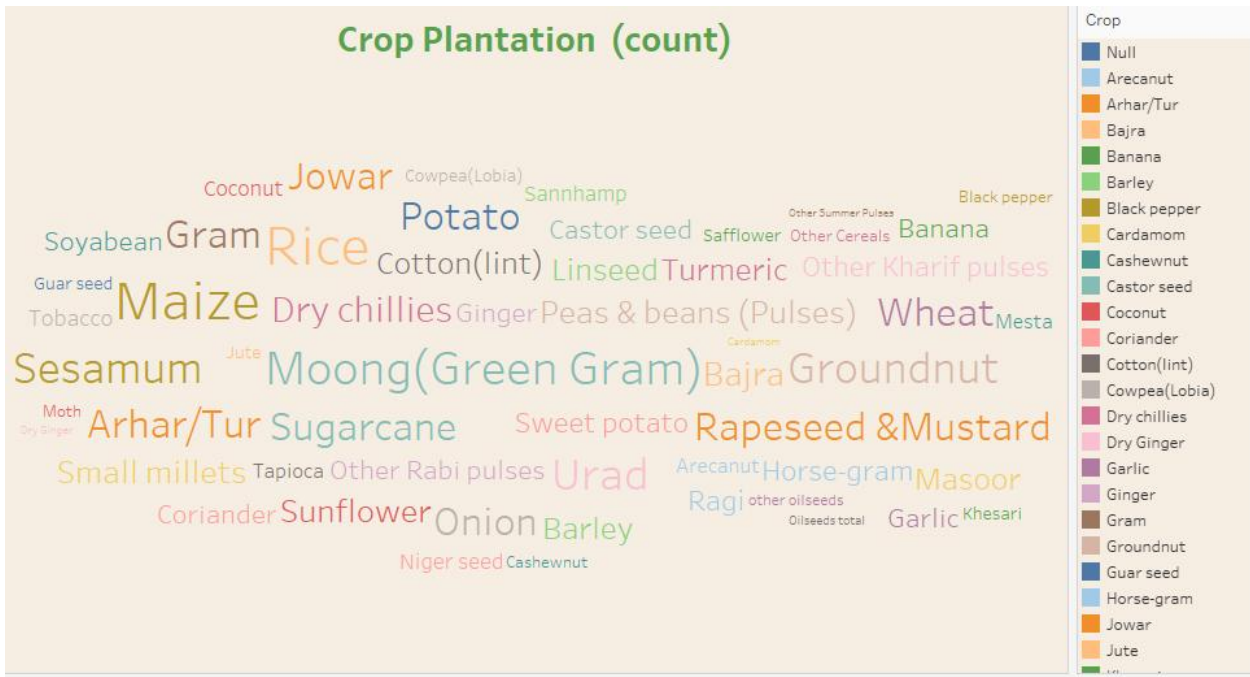 Crop Plantation (count)
Coconut Jowar Cowpea(Lobia) Sannhamp Black pepper
Potato Other Summer Pulses
Soyabean Gram Rice Castor seed Safflower Other Cereals Banana
Cotton(lint) Linseed Turmeric Other Kharif pulses
Guar seed Maize Dry chillies Ginger Peas & beans (Pulses) Wheat Mesta
Tobacco
Cardamom
Sesamum Jute Moong(Green Gram) Bajra Groundnut
Moth Arhar/Tur Sugarcane Sweet potato Rapeseed &Mustard
Dry Ginger
Small millets Tapioca Other Rabi pulses Urad Arecanut Horse-gram Masoor
Ragi other oilseeds
Coriander Sunflower Onion Barley Oilseeds total Garlic Khesari
Niger seed Cashewnut
Crop
Null
Arecanut
Arhar/Tur
Bajra
Banana
Barley
Black pepper
Cardamom
Cashewnut
Castor seed
Coconut
Coriander
Cotton(lint)
Cowpea(Lobia)
Dry chillies
Dry Ginger
Garlic
Ginger
Gram
Groundnut
Guar seed
Horse-gram
Jowar
Jute